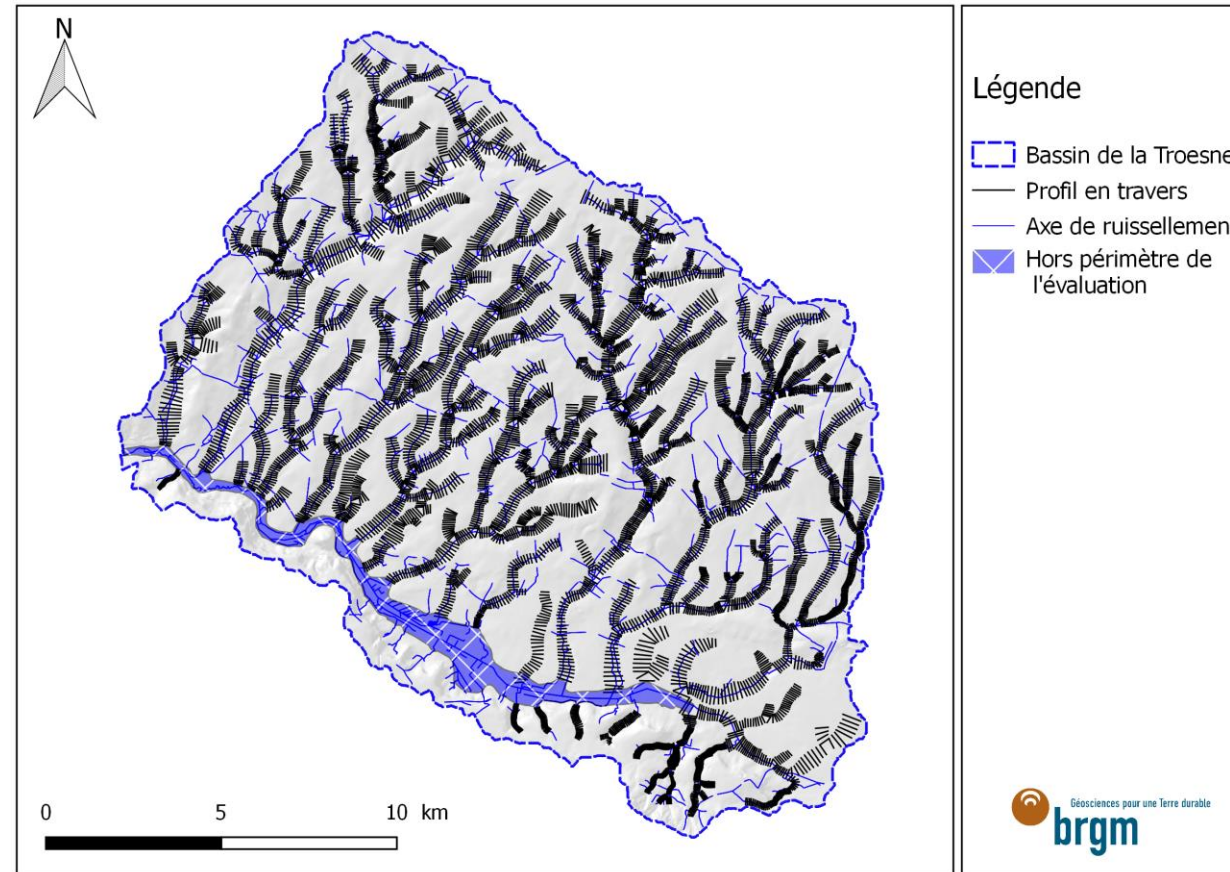 N
0 5 10 km
Légende
Bassin de la Troesne
Profil en travers
Axe de ruissellement
Hors périmètre de
l'évaluation
Géosciences pour une Terre durable
brgm